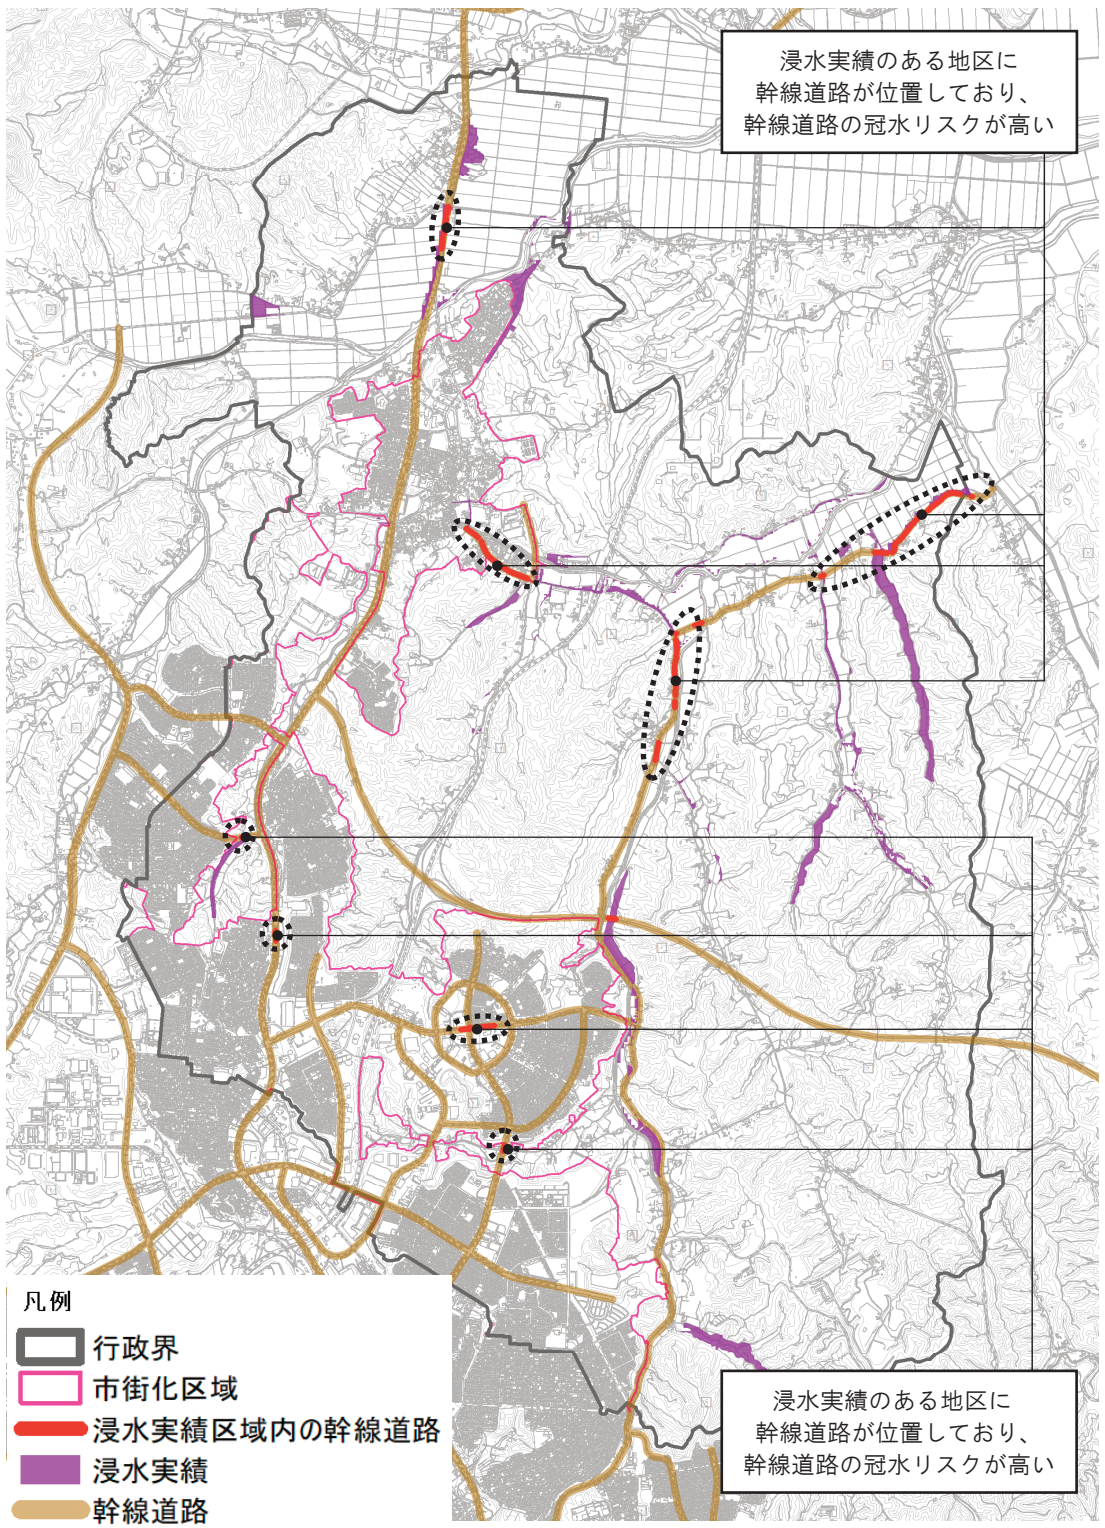 浸水実績のある地区に
幹線道路が位置しており、
幹線道路の冠水リスクが高い
凡例
行政界
市街化区域
浸水実績区域内の幹線道路
浸水実績
幹線道路
浸水実績のある地区に
幹線道路が位置しており、
幹線道路の冠水リスクが高い